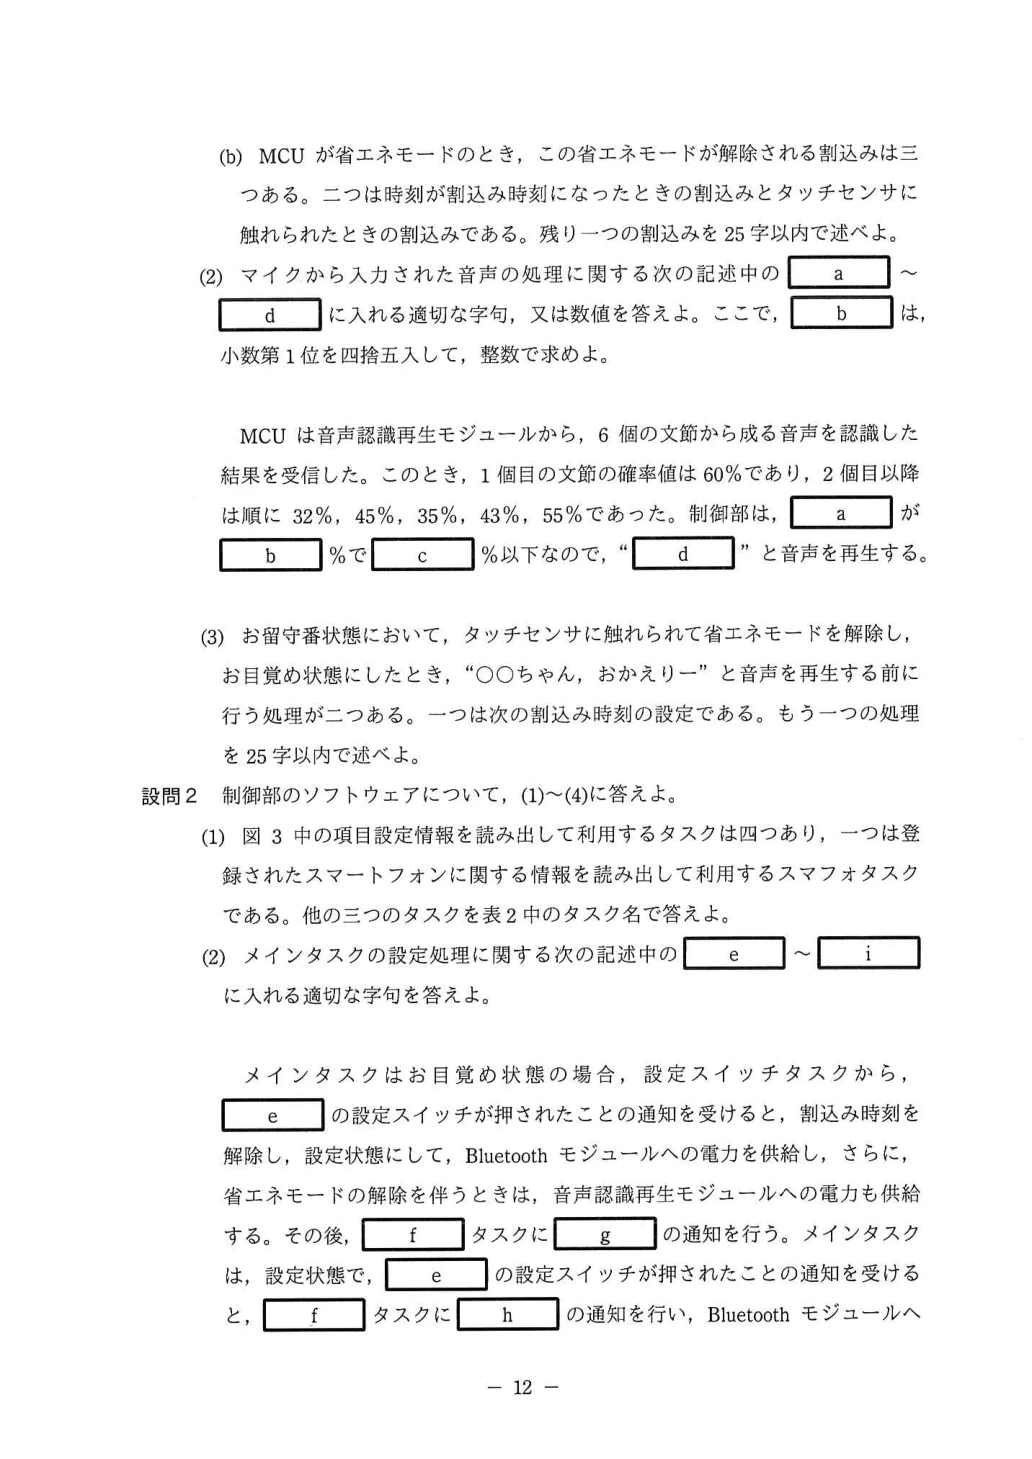 (b) MCU が省エネモードのとき，この省エネモードが解除される割込みは三
つある。二つは時刻が割込み時刻になったときの割込みとタッチセンサに
触れられたときの割込みである。残り一つの割込みを 25 字以内で述べよ。
(2) マイクから入力された音声の処理に関する次の記述中の a ～
d に入れる適切な字句，又は数値を答えよ。ここで， b は，
小数第 1 位を四捨五入して，整数で求めよ。
MCU は音声認識再生モジュールから，6 個の文節から成る音声を認識した
結果を受信した。このとき，1 個目の文節の確率値は 60％であり，2 個目以降
は順に 32％，45％，35％，43％，55％であった。制御部は， a が
b ％で c ％以下なので，“ d ”と音声を再生する。
(3) お留守番状態において，タッチセンサに触れられて省エネモードを解除し，
お目覚め状態にしたとき，“○○ちゃん，おかえりー”と音声を再生する前に
行う処理が二つある。一つは次の割込み時刻の設定である。もう一つの処理
を 25 字以内で述べよ。
設問２ 制御部のソフトウェアについて，(1)～(4)に答えよ。
(1) 図 3 中の項目設定情報を読み出して利用するタスクは四つあり，一つは登
録されたスマートフォンに関する情報を読み出して利用するスマフォタスク
である。他の三つのタスクを表 2 中のタスク名で答えよ。
(2) メインタスクの設定処理に関する次の記述中の e ～ i
に入れる適切な字句を答えよ。
メインタスクはお目覚め状態の場合，設定スイッチタスクから，
e の設定スイッチが押されたことの通知を受けると，割込み時刻を
解除し，設定状態にして，Bluetooth モジュールへの電力を供給し，さらに，
省エネモードの解除を伴うときは，音声認識再生モジュールへの電力も供給
する。その後， f タスクに g の通知を行う。メインタスク
は，設定状態で， e の設定スイッチが押されたことの通知を受ける
と， f タスクに h の通知を行い，Bluetooth モジュールへ
－ 12 －